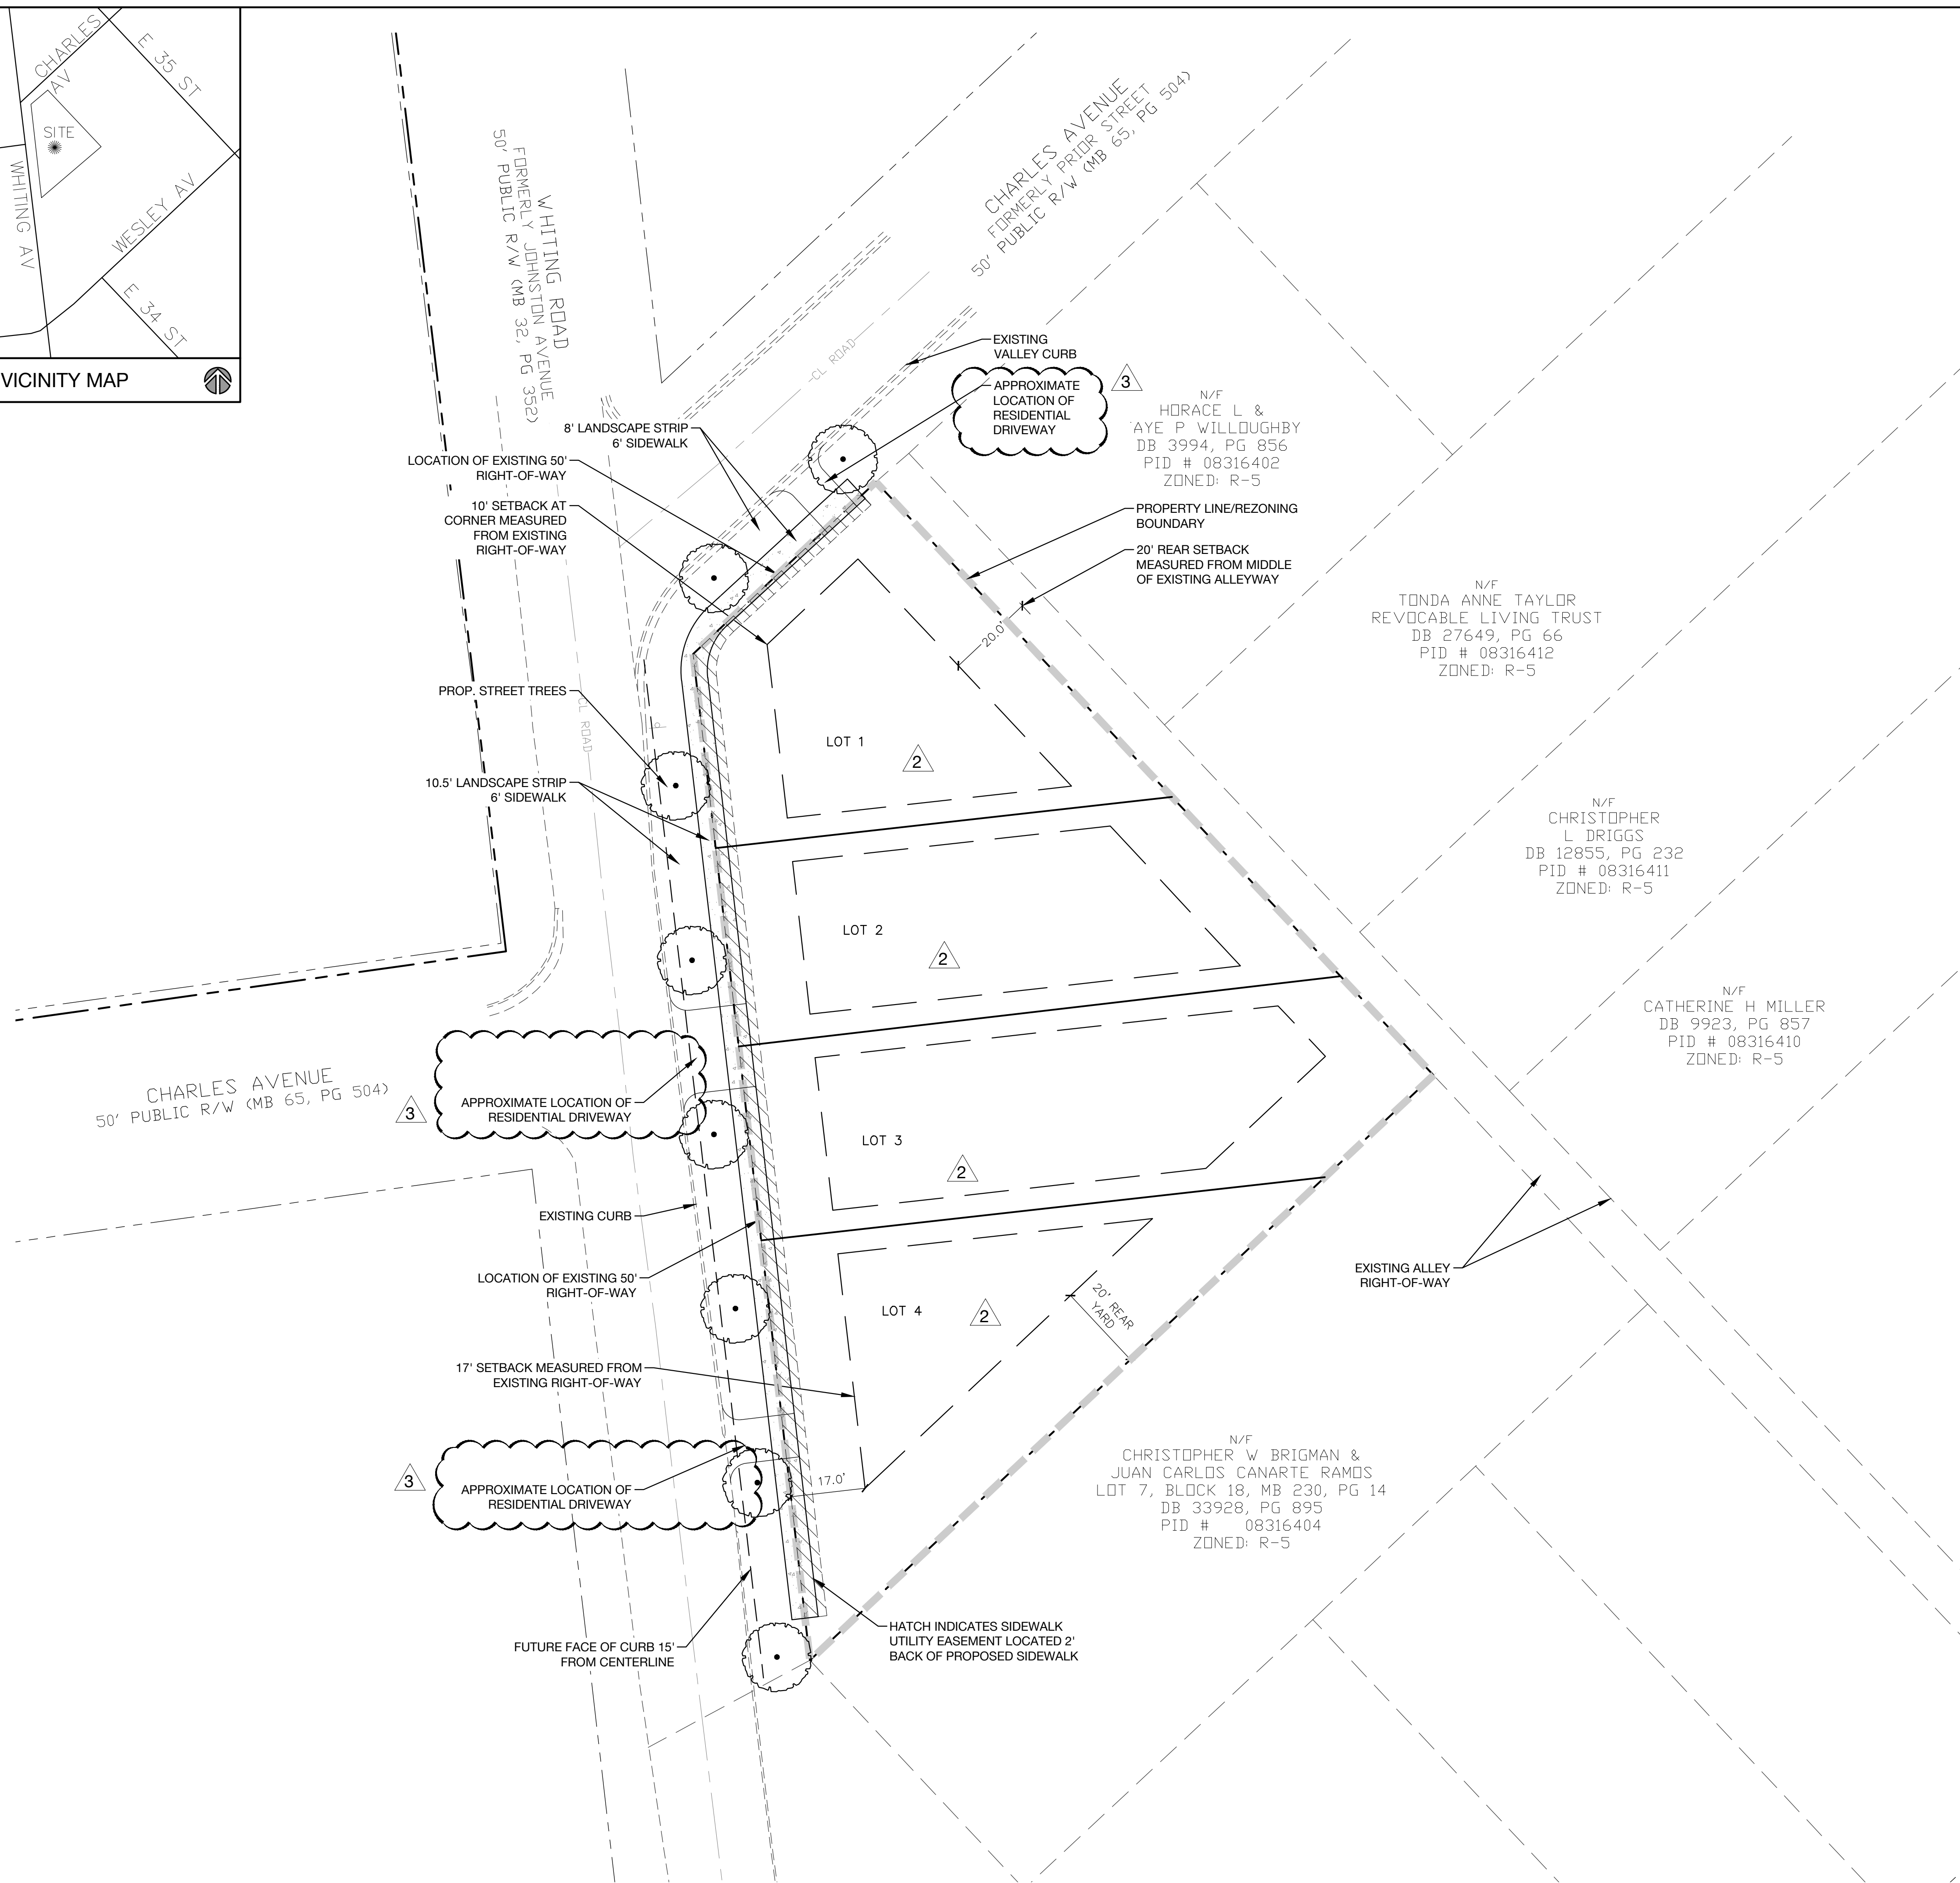 CHARLES
AV
E 35 ST
SITE
WHITING AV
WESLEY AV
E 34 ST
VICINITY MAP
WHITING ROAD
FORMERLY JOHNSTON AVENUE
50' PUBLIC R/W (MB 32, PG 352)
CHARLES AVENUE
FORMERLY PRIOR STREET
50' PUBLIC R/W (MB 65, PG 504)
CL ROAD
EXISTING
VALLEY CURB
APPROXIMATE
LOCATION OF
RESIDENTIAL
DRIVEWAY
3
N/F
HORACE L &
AYE P WILLOUGHBY
DB 3994, PG 856
PID # 08316402
ZONED: R-5
8' LANDSCAPE STRIP
6' SIDEWALK
LOCATION OF EXISTING 50'
RIGHT-OF-WAY
10' SETBACK AT
CORNER MEASURED
FROM EXISTING
RIGHT-OF-WAY
PROPERTY LINE/REZONING
BOUNDARY
20' REAR SETBACK
MEASURED FROM MIDDLE
OF EXISTING ALLEYWAY
20.0'
N/F
TONDA ANNE TAYLOR
REVOCABLE LIVING TRUST
DB 27649, PG 66
PID # 08316412
ZONED: R-5
PROP. STREET TREES
CL ROAD
LOT 1
2
10.5' LANDSCAPE STRIP
6' SIDEWALK
N/F
CHRISTOPHER
L DRIGGS
DB 12855, PG 232
PID # 08316411
ZONED: R-5
LOT 2
2
N/F
CATHERINE H MILLER
DB 9923, PG 857
PID # 08316410
ZONED: R-5
CHARLES AVENUE
50' PUBLIC R/W (MB 65, PG 504)
3
APPROXIMATE LOCATION OF
RESIDENTIAL DRIVEWAY
LOT 3
2
EXISTING CURB
LOCATION OF EXISTING 50'
RIGHT-OF-WAY
EXISTING ALLEY
RIGHT-OF-WAY
LOT 4
2
20' REAR
YARD
17' SETBACK MEASURED FROM
EXISTING RIGHT-OF-WAY
3
APPROXIMATE LOCATION OF
RESIDENTIAL DRIVEWAY
17.0'
N/F
CHRISTOPHER W BRIGMAN &
JUAN CARLOS CANARTE RAMOS
LOT 7, BLOCK 18, MB 230, PG 14
DB 33928, PG 895
PID # 08316404
ZONED: R-5
FUTURE FACE OF CURB 15'
FROM CENTERLINE
HATCH INDICATES SIDEWALK
UTILITY EASEMENT LOCATED 2'
BACK OF PROPOSED SIDEWALK